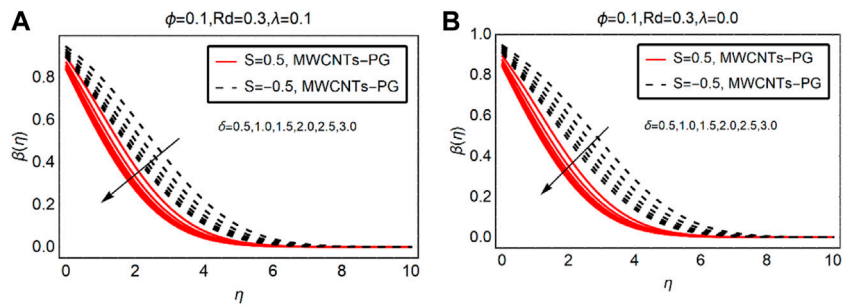 A
ϕ=0.1,Rd=0.3,λ=0.1
S=0.5, MWCNTs-PG
S=-0.5, MWCNTs-PG
δ=0.5,1.0,1.5,2.0,2.5,3.0
β(η)
0.8
0.6
0.4
0.2
0.0
0 2 4 6 8 10
η
B
ϕ=0.1,Rd=0.3,λ=0.0
S=0.5, MWCNTs-PG
S=-0.5, MWCNTs-PG
δ=0.5,1.0,1.5,2.0,2.5,3.0
β(η)
1.0
0.8
0.6
0.4
0.2
0.0
0 2 4 6 8 10
η